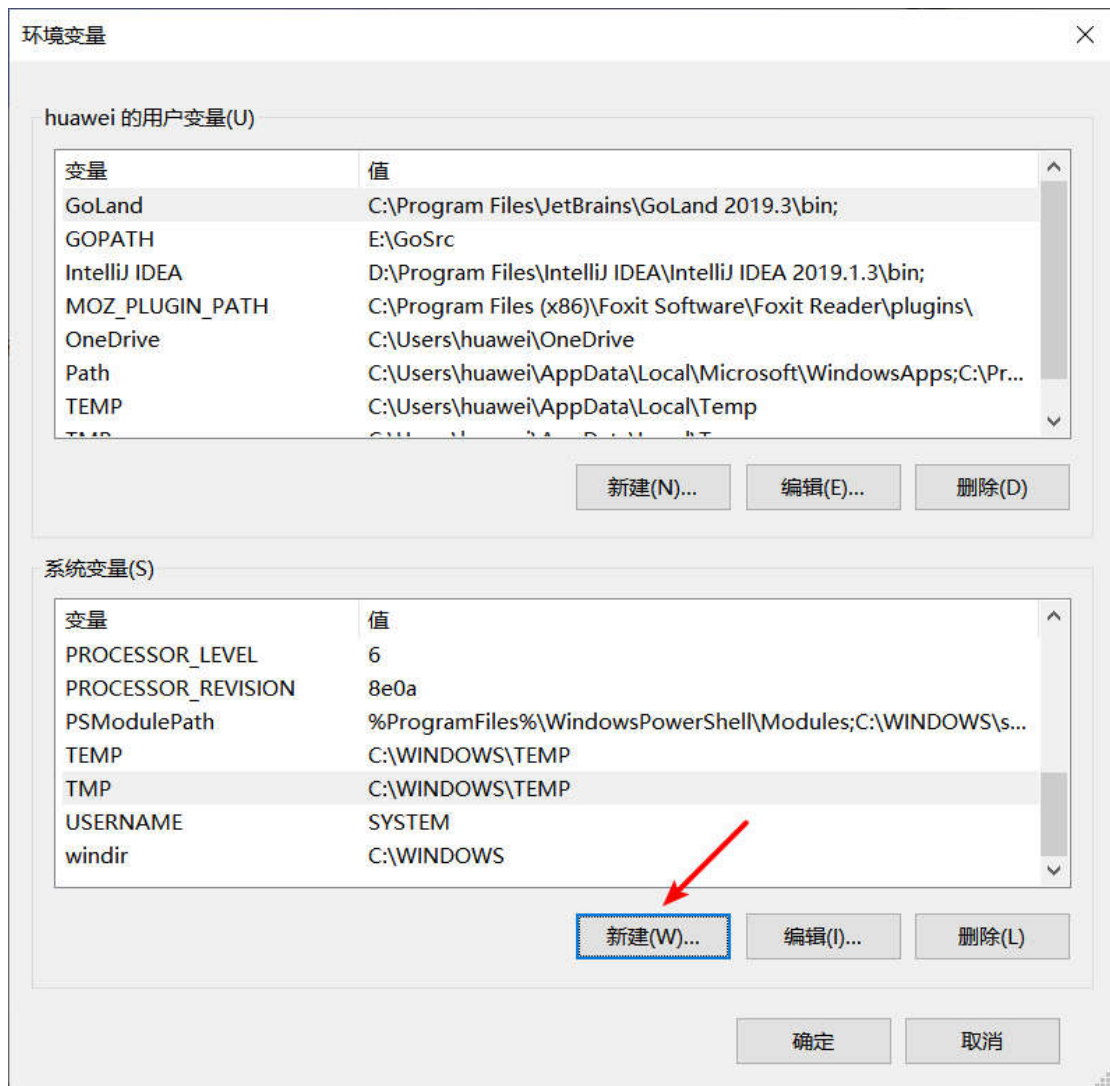 环境变量
huawei 的用户变量(U)
变量 值
GoLand C:\Program Files\JetBrains\GoLand 2019.3\bin;
GOPATH E:\GoSrc
IntelliJ IDEA D:\Program Files\IntelliJ IDEA\IntelliJ IDEA 2019.1.3\bin;
MOZ_PLUGIN_PATH C:\Program Files (x86)\Foxit Software\Foxit Reader\plugins\
OneDrive C:\Users\huawei\OneDrive
Path C:\Users\huawei\AppData\Local\Microsoft\WindowsApps;C:\Pr...
TEMP C:\Users\huawei\AppData\Local\Temp
新建(N)... 编辑(E)... 删除(D)
系统变量(S)
变量 值
PROCESSOR_LEVEL 6
PROCESSOR_REVISION 8e0a
PSModulePath %ProgramFiles%\WindowsPowerShell\Modules;C:\WINDOWS\s...
TEMP C:\WINDOWS\TEMP
TMP C:\WINDOWS\TEMP
USERNAME SYSTEM
windir C:\WINDOWS
新建(W)... 编辑(I)... 删除(L)
确定 取消